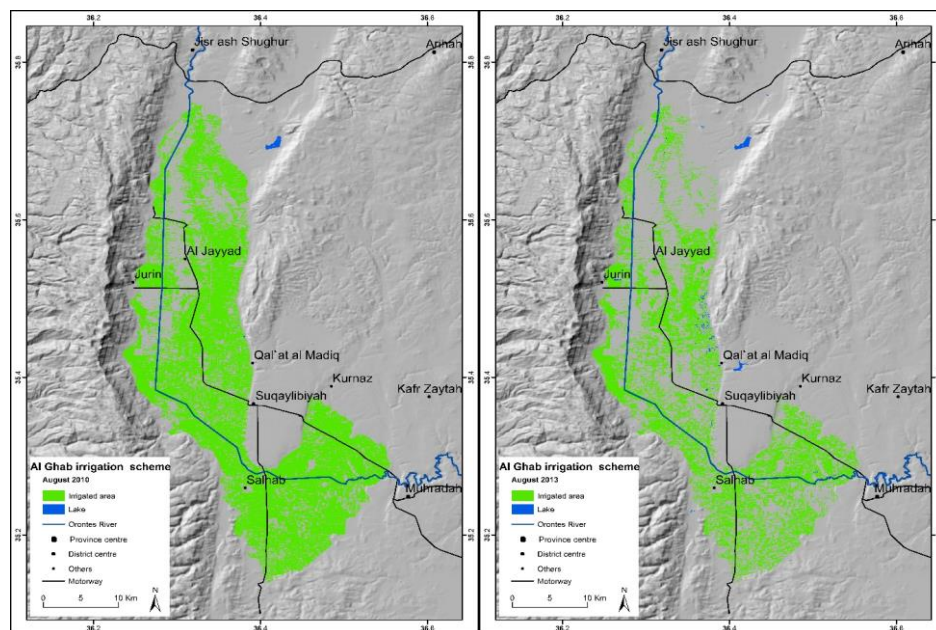 36.2 36.4 36.6
Jisr ash Shughur
Arihah
35.8
35.6
Al Jayyad
Jurin
Qal`at al Madiq
35.4
Kurnaz
Kafr Zaytah
Suqaylibiyah
Al Ghab irrigation scheme
August 2010
Irrigated area
Lake
Orontes River
Province centre
District centre
Others
Motorway
0 5 10 Km
N
Salhab
Muhradah
35.2
36.2 36.4 36.6
36.2 36.4 36.6
Jisr ash Shughur
Arihah
35.8
35.6
Al Jayyad
Jurin
Qal`at al Madiq
35.4
Kurnaz
Kafr Zaytah
Suqaylibiyah
Al Ghab irrigation scheme
August 2013
Irrigated area
Lake
Orontes River
Province centre
District centre
Others
Motorway
0 5 10 Km
N
Salhab
Muhradah
35.2
36.2 36.4 36.6